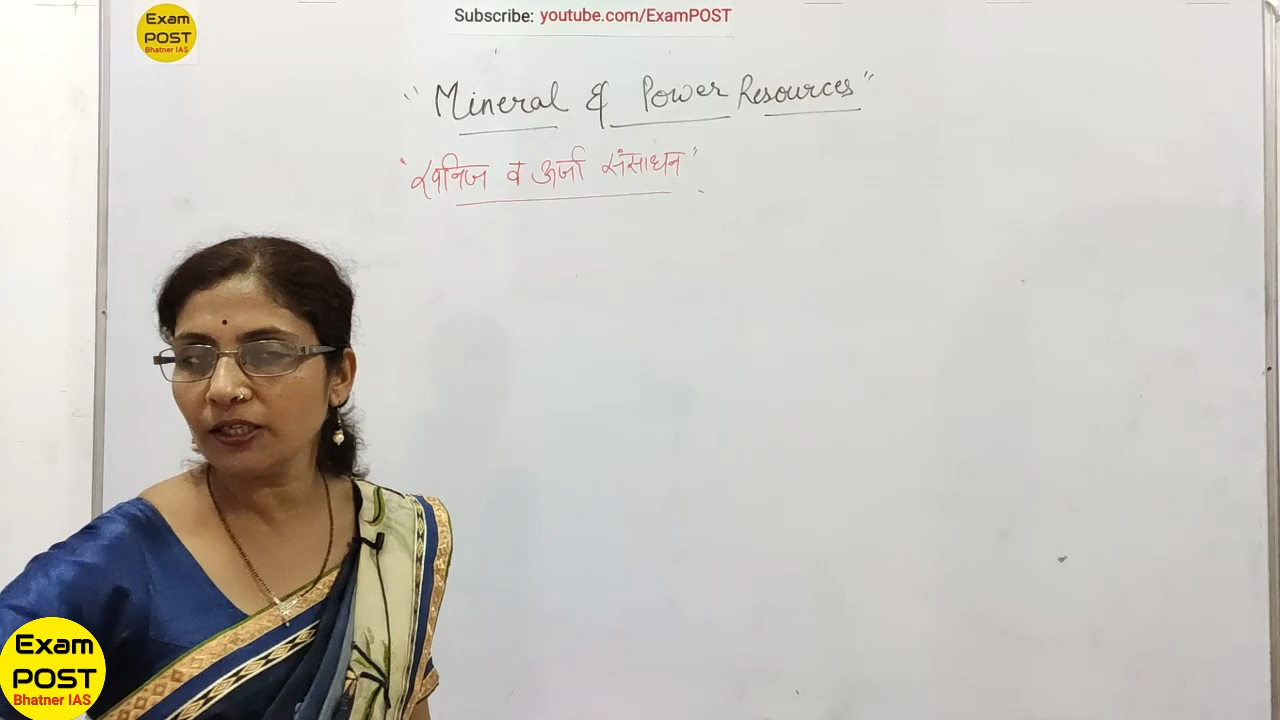 Exam
POST
Bhatner IAS
Subscribe: youtube.com/ExamPOST
"Mineral & Power Resources"
"खनिज व ऊर्जा संसाधन"
Exam
POST
Bhatner IAS